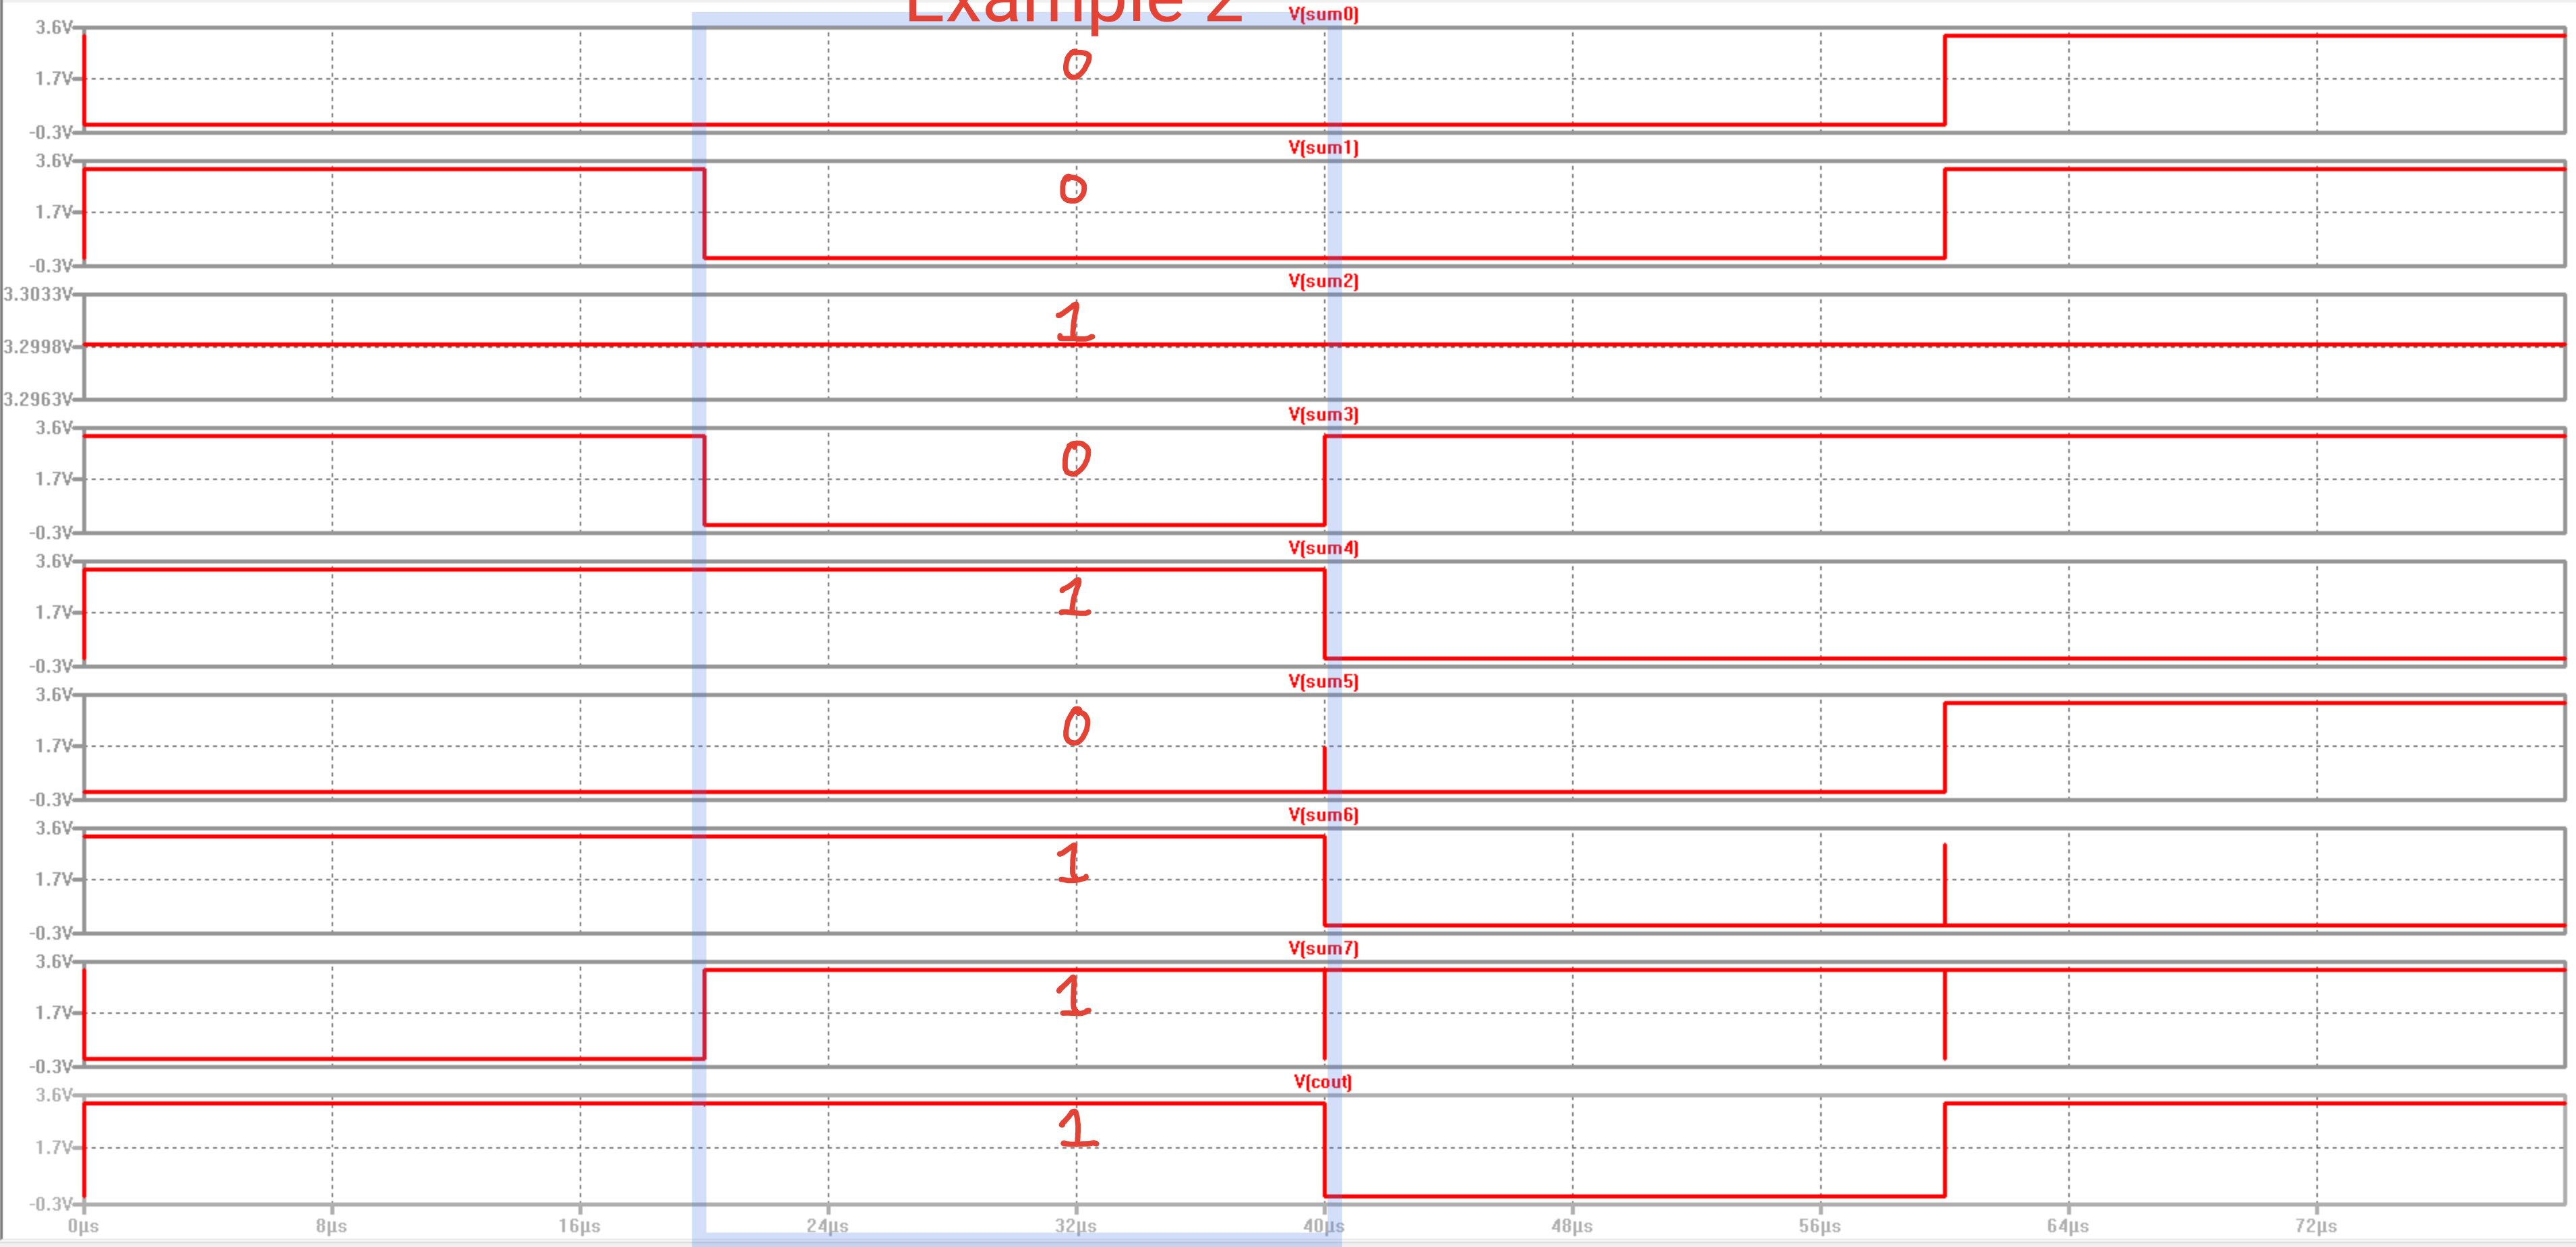 Example 2
V(sum0)
3.6V
0
1.7V
-0.3V
V(sum1)
3.6V
0
1.7V
-0.3V
V(sum2)
3.3033V
1
3.2998V
3.2963V
V(sum3)
3.6V
0
1.7V
-0.3V
V(sum4)
3.6V
1
1.7V
-0.3V
V(sum5)
3.6V
0
1.7V
-0.3V
V(sum6)
3.6V
1
1.7V
-0.3V
V(sum7)
3.6V
1
1.7V
-0.3V
V(cout)
3.6V
1
1.7V
-0.3V
0µs 8µs 16µs 24µs 32µs 40µs 48µs 56µs 64µs 72µs